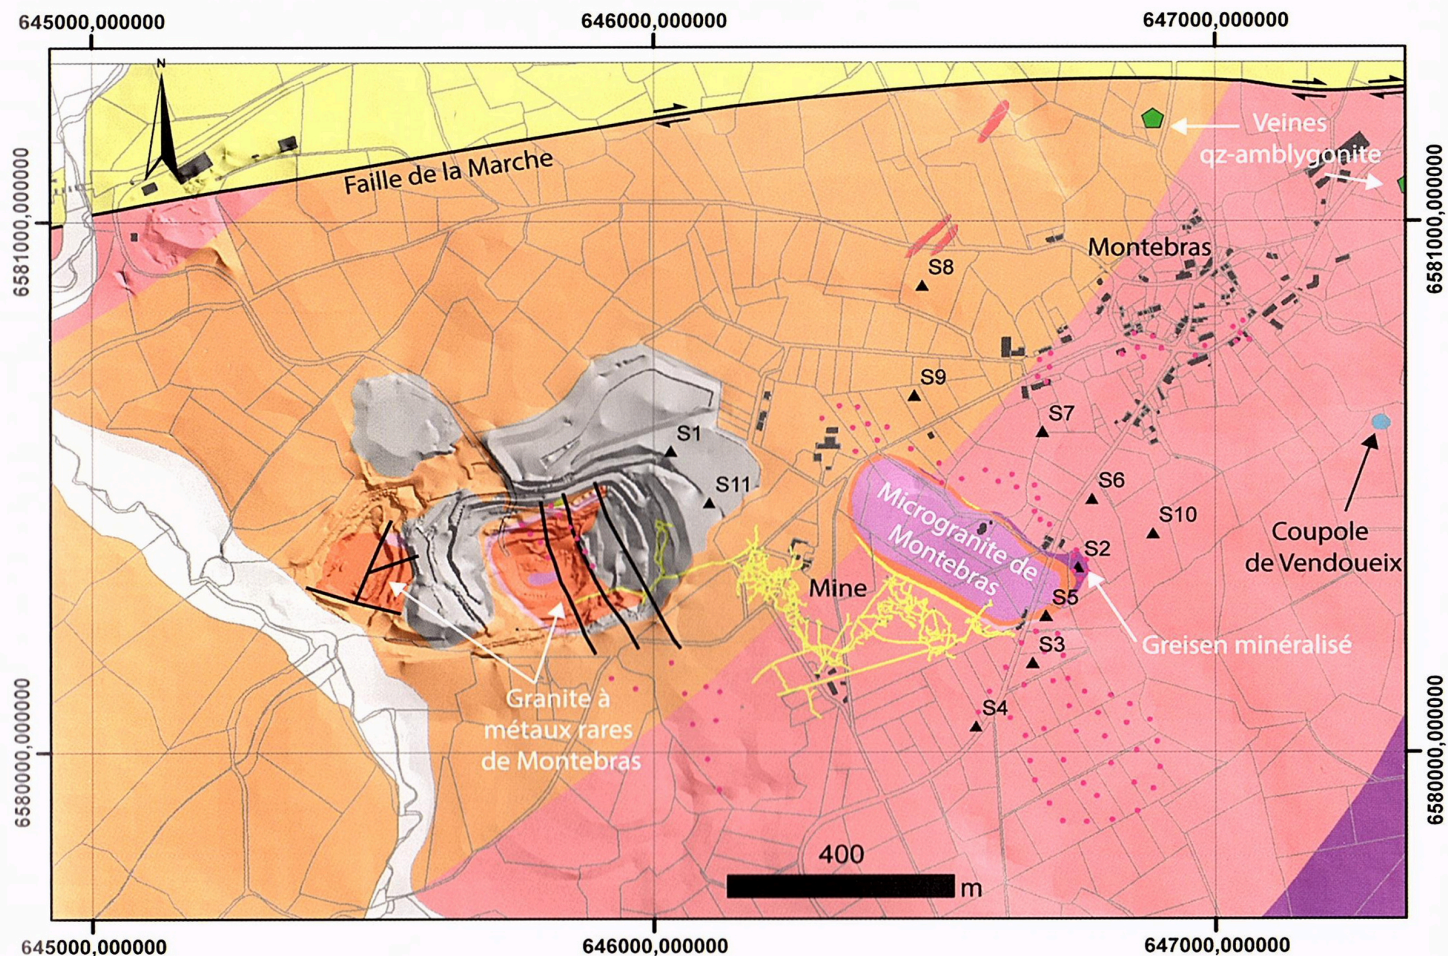 645000,000000
646000,000000
647000,000000
N
Veines
qz-amblygonite
Faille de la Marche
6581000,000000
6581000,000000
Montebras
S8
S9
S7
S1
S6
S11
S10
Microgranite de
Montebras
Coupole
de Vendoueix
S2
Mine
S5
Greisen minéralisé
S3
Granite à
métaux rares
de Montebras
S4
6580000,000000
6580000,000000
400
m
645000,000000
646000,000000
647000,000000